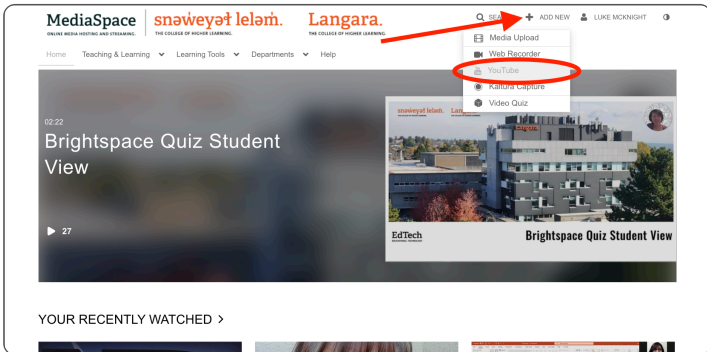 MediaSpace
ONLINE MEDIA HOSTING AND STREAMING.
snəw̓eyəɬ leləm̓.
THE COLLEGE OF HIGHER LEARNING.
Langara.
THE COLLEGE OF HIGHER LEARNING.
SEA
ADD NEW
LUKE MCKNIGHT
Home
Teaching & Learning
Learning Tools
Departments
Help
Media Upload
Web Recorder
YouTube
Kaltura Capture
Video Quiz
02:22
Brightspace Quiz Student
View
27
snəw̓eyəɬ leləm̓.
Langara.
EdTech
Brightspace Quiz Student View
YOUR RECENTLY WATCHED >